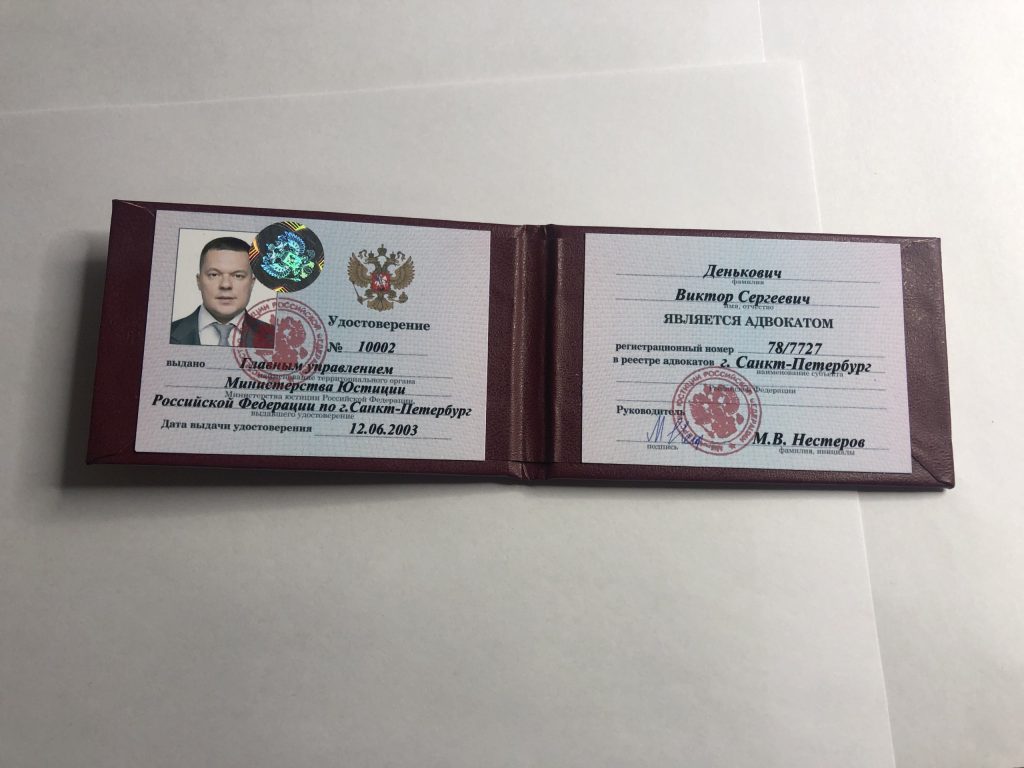 Удостоверение
№ 10002
выдано Главным управлением
наименование территориального органа
Министерства Юстиции
Министерства юстиции Российской Федерации,
Российской Федерации по г.Санкт-Петербург
выдавшего удостоверение
Дата выдачи удостоверения 12.06.2003
Денькович
фамилия
Виктор Сергеевич
имя, отчество
ЯВЛЯЕТСЯ АДВОКАТОМ
регистрационный номер 78/7727
в реестре адвокатов г. Санкт-Петербург
наименование субъекта
Российской Федерации
Руководитель
М.В. Нестеров
подпись
фамилия, инициалы